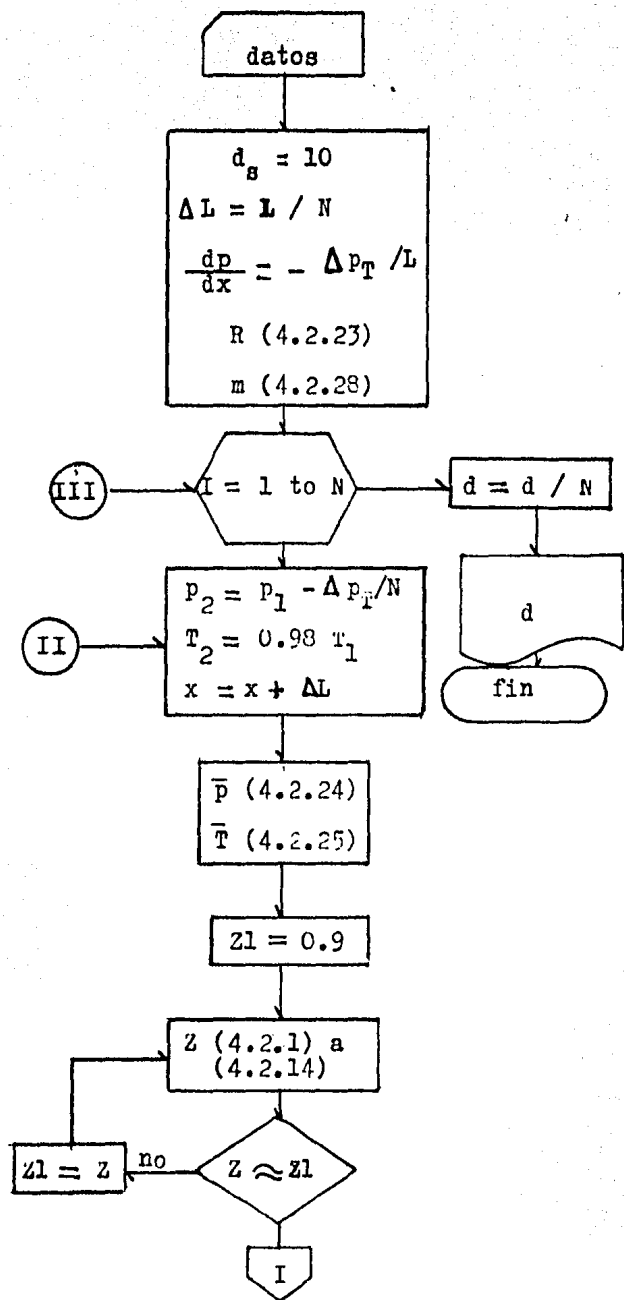 datos
d_s = 10
ΔL = L / N
dp/dx = - Δp_T /L
R (4.2.23)
m (4.2.28)
III
I = 1 to N
d = d / N
d
fin
II
p_2 = p_1 - Δp_T/N
T_2 = 0.98 T_1
x = x + ΔL
p̅ (4.2.24)
T̅ (4.2.25)
Z1 = 0.9
Z (4.2.1) a
(4.2.14)
Z1 = Z
no
Z ≈ Z1
I